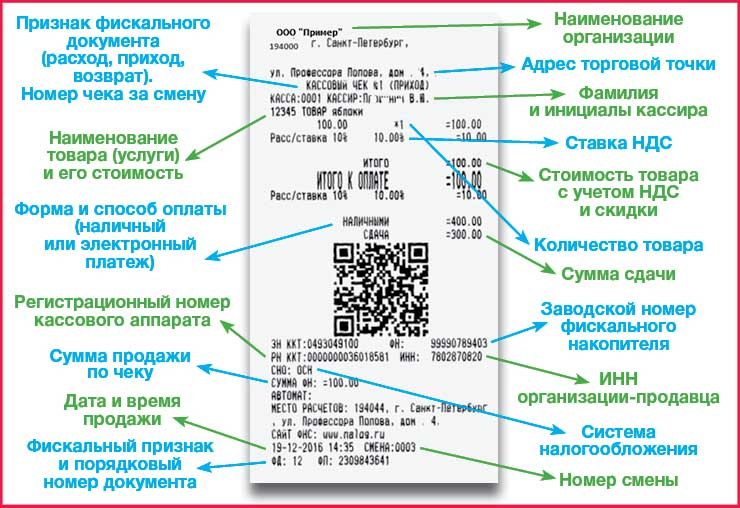 Признак фискального
документа
(расход, приход,
возврат).
Номер чека за смену
Наименование
товара (услуги)
и его стоимость
Форма и способ оплаты
(наличный
или электронный
платеж)
Регистрационный номер
кассового аппарата
Сумма продажи
по чеку
Дата и время
продажи
Фискальный признак
и порядковый
номер документа
ООО "Пример"
194000 г. Санкт-Петербург,
ул. Профессора Попова, дом . 4,
КАССОВЫЙ ЧЕК №1 (ПРИХОД)
КАССА:0001 КАССИР: В.Ю.
12345 ТОВАР яблоки
100.00 *1 =100.00
Расс/ставка 10% 10.00% =10.00
ИТОГО =100.00
ИТОГО К ОПЛАТЕ =100.00
Расс/ставка 10% 10.00% =10.00
НАЛИЧНЫМИ =400.00
СДАЧА =300.00
ЗН ККТ:0493049100 ФН: 99990789403
РН ККТ:0000000036018581 ИНН: 7802870820
СНО: ОСН
СУММА ФН: =100.00
АВТОМАТ:
МЕСТО РАСЧЕТОВ: 194044, г. Санкт-Петербург
, ул. Профессора Попова, дом . 4.
САЙТ ФНС: www.nalog.ru
19-12-2016 14:35 СМЕНА:0003
ФД: 12 ФП: 2309843641
Наименование
организации
Адрес торговой точки
Фамилия
и инициалы кассира
Ставка НДС
Стоимость товара
с учетом НДС
и скидки
Количество товара
Сумма сдачи
Заводской номер
фискального
накопителя
ИНН
организации-продавца
Система
налогообложения
Номер смены